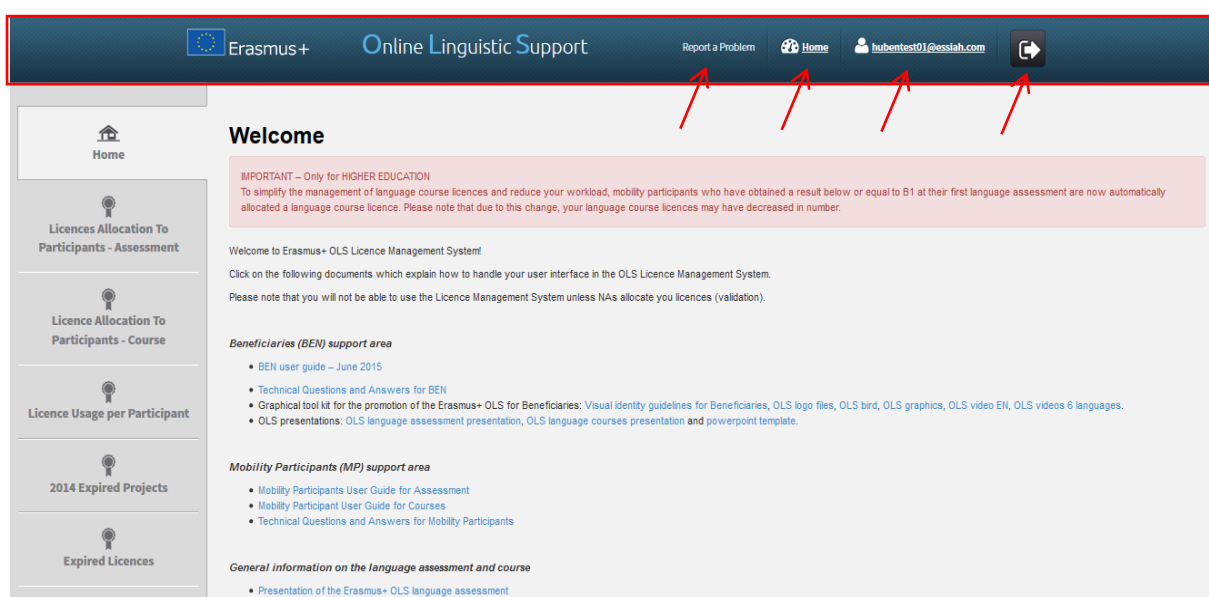 Erasmus+
Online Linguistic Support
Report a Problem
Home
hubentest01@essiah.com
Home
Licences Allocation To
Participants - Assessment
Licence Allocation To
Participants - Course
Licence Usage per Participant
2014 Expired Projects
Expired Licences
Welcome
IMPORTANT – Only for HIGHER EDUCATION
To simplify the management of language course licences and reduce your workload, mobility participants who have obtained a result below or equal to B1 at their first language assessment are now automatically
allocated a language course licence. Please note that due to this change, your language course licences may have decreased in number.
Welcome to Erasmus+ OLS Licence Management System!
Click on the following documents which explain how to handle your user interface in the OLS Licence Management System.
Please note that you will not be able to use the Licence Management System unless NAs allocate you licences (validation).
Beneficiaries (BEN) support area
• BEN user guide – June 2015
• Technical Questions and Answers for BEN
• Graphical tool kit for the promotion of the Erasmus+ OLS for Beneficiaries: Visual identity guidelines for Beneficiaries, OLS logo files, OLS bird, OLS graphics, OLS video EN, OLS videos 6 languages.
• OLS presentations: OLS language assessment presentation, OLS language courses presentation and powerpoint template.
Mobility Participants (MP) support area
• Mobility Participants User Guide for Assessment
• Mobility Participant User Guide for Courses
• Technical Questions and Answers for Mobility Participants
General information on the language assessment and course
• Presentation of the Erasmus+ OLS language assessment